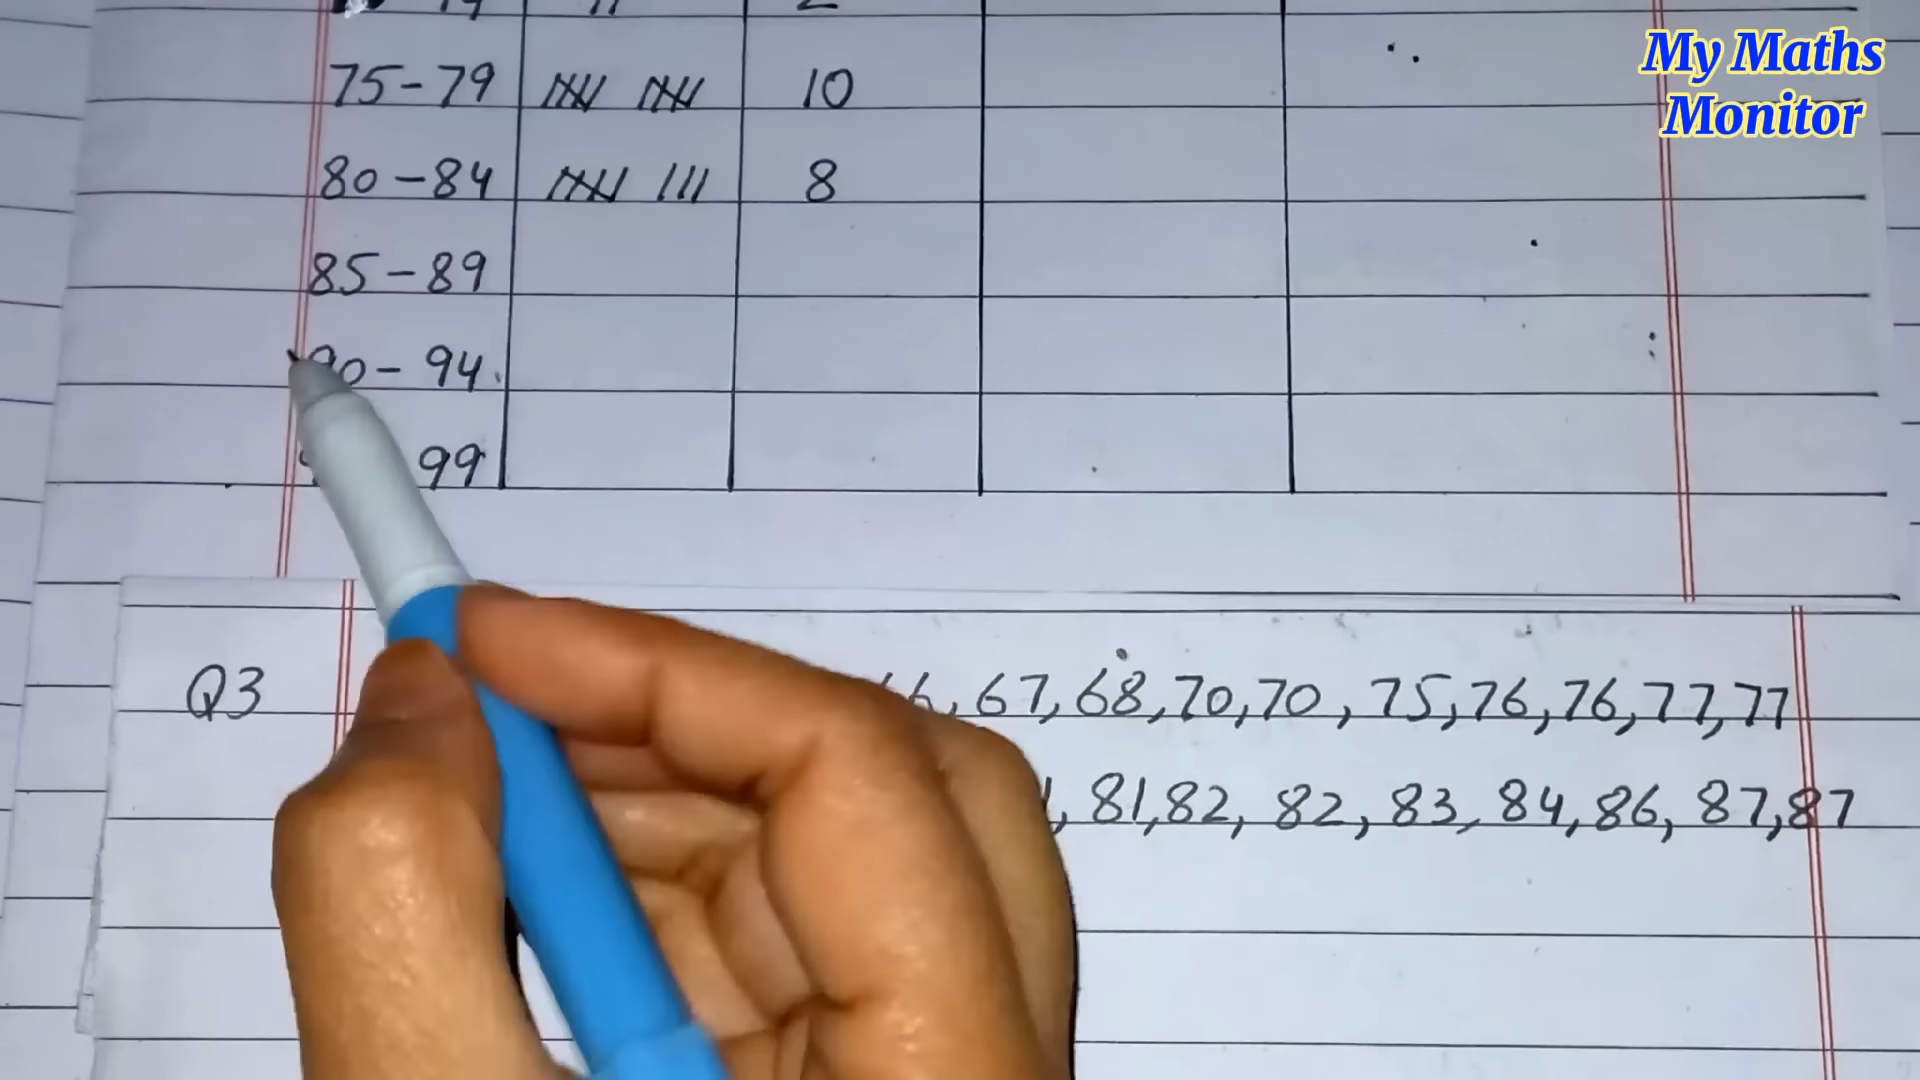 My Maths
Monitor
75-79 10
80-84 8
85-89
90-94
99
Q3 67, 68, 70, 70, 75, 76, 76, 77, 77
81, 82, 82, 83, 84, 86, 87, 87